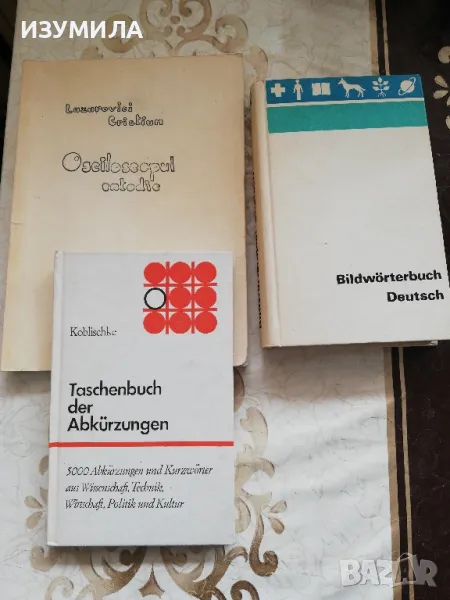 ©ИЗУМИЛА
Lazarovici
Cristian
Osciloscopul
catodic
Bildwörterbuch
Deutsch
Koblischke
Taschenbuch
der
Abkürzungen
5000 Abkürzungen und Kurzwörter
aus Wissenschaft, Technik,
Wirtschaft, Politik und Kultur
BAZAR